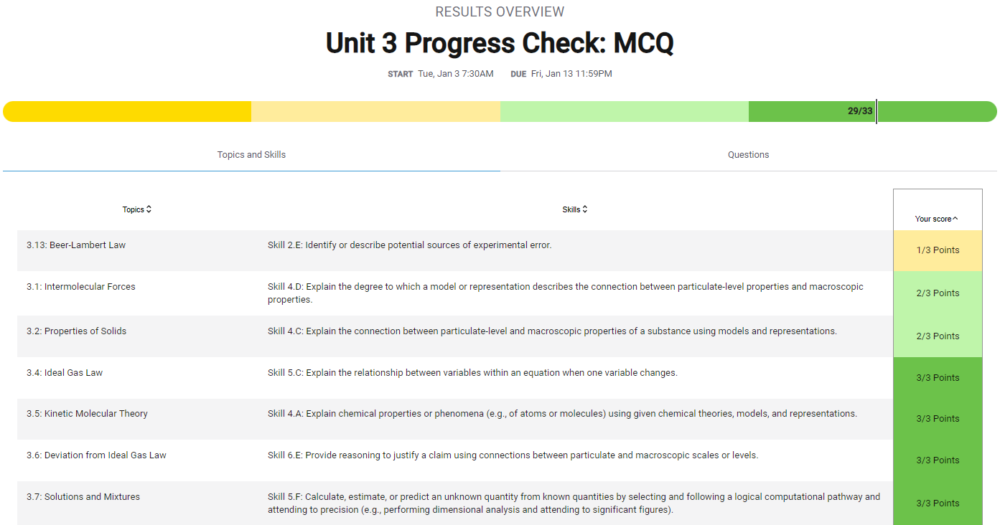 RESULTS OVERVIEW
Unit 3 Progress Check: MCQ
START Tue, Jan 3 7:30AM DUE Fri, Jan 13 11:59PM
29/33
Topics and Skills Questions
Topics Skills Your score
3.13: Beer-Lambert Law Skill 2.E: Identify or describe potential sources of experimental error. 1/3 Points
3.1: Intermolecular Forces Skill 4.D: Explain the degree to which a model or representation describes the connection between particulate-level properties and macroscopic
properties. 2/3 Points
3.2: Properties of Solids Skill 4.C: Explain the connection between particulate-level and macroscopic properties of a substance using models and representations. 2/3 Points
3.4: Ideal Gas Law Skill 5.C: Explain the relationship between variables within an equation when one variable changes. 3/3 Points
3.5: Kinetic Molecular Theory Skill 4.A: Explain chemical properties or phenomena (e.g., of atoms or molecules) using given chemical theories, models, and representations. 3/3 Points
3.6: Deviation from Ideal Gas Law Skill 6.E: Provide reasoning to justify a claim using connections between particulate and macroscopic scales or levels. 3/3 Points
3.7: Solutions and Mixtures Skill 5.F: Calculate, estimate, or predict an unknown quantity from known quantities by selecting and following a logical computational pathway and
attending to precision (e.g., performing dimensional analysis and attending to significant figures). 3/3 Points